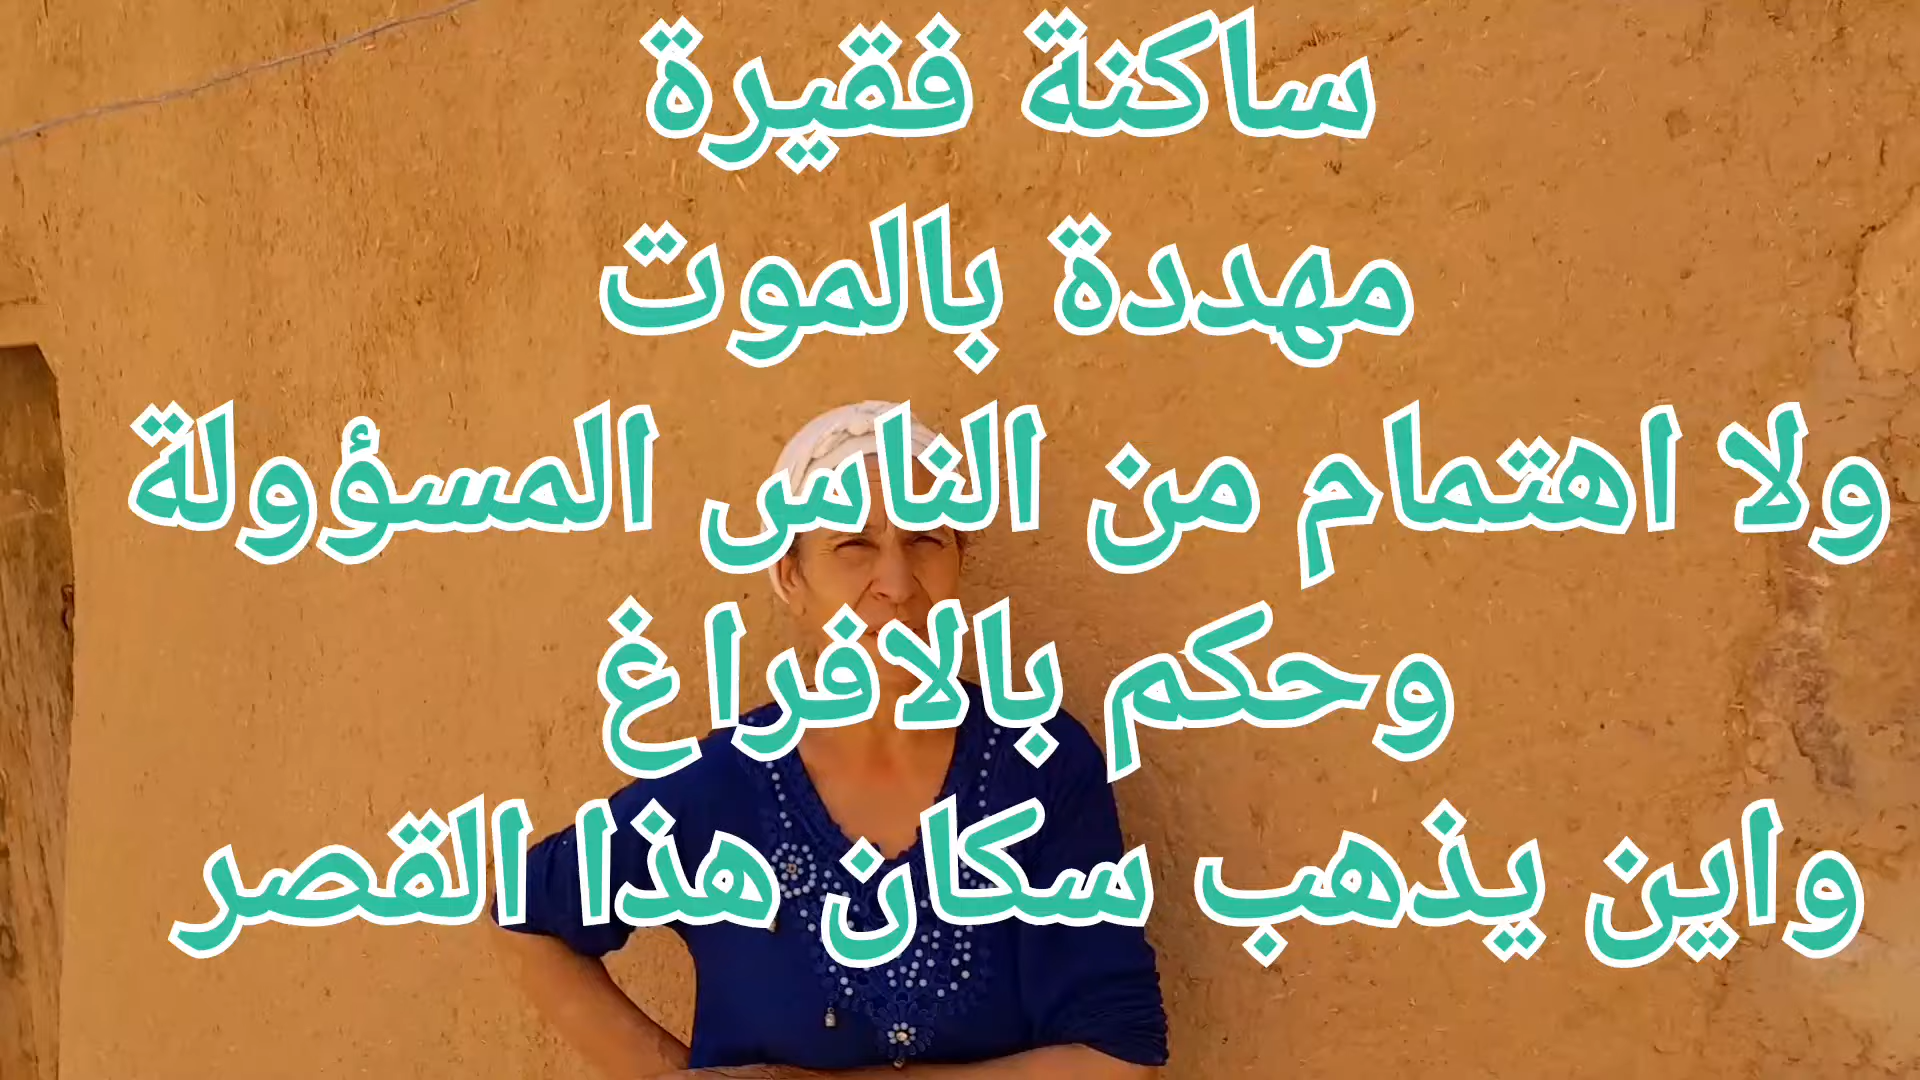 ساكنة فقيرة
مهددة بالموت
ولا اهتمام من الناس المسؤولة
وحكم بالافراغ
واين يذهب سكان هذا القصر